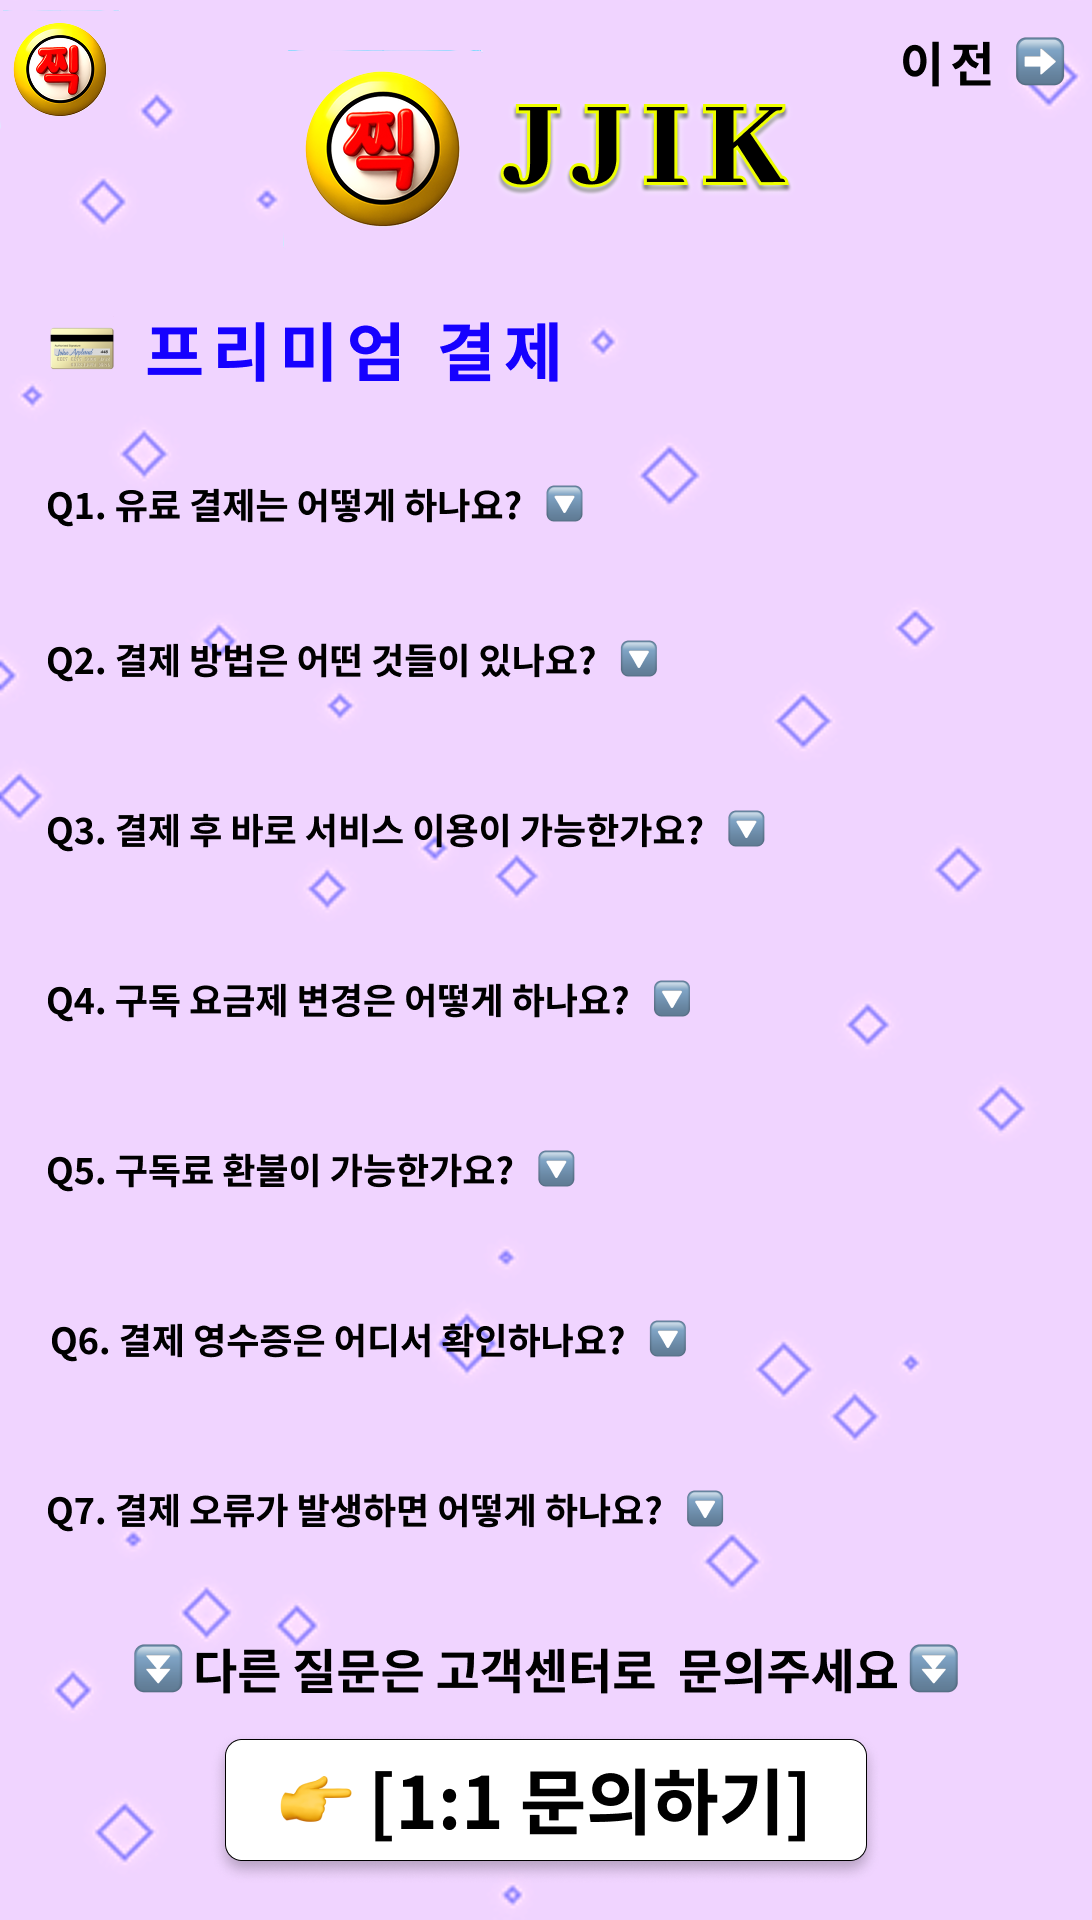 찍
이전 ➡️
찍 JJIK
💳 프리미엄 결제
Q1. 유료 결제는 어떻게 하나요? 🔽
Q2. 결제 방법은 어떤 것들이 있나요? 🔽
Q3. 결제 후 바로 서비스 이용이 가능한가요? 🔽
Q4. 구독 요금제 변경은 어떻게 하나요? 🔽
Q5. 구독료 환불이 가능한가요? 🔽
Q6. 결제 영수증은 어디서 확인하나요? 🔽
Q7. 결제 오류가 발생하면 어떻게 하나요? 🔽
⏬ 다른 질문은 고객센터로 문의주세요 ⏬
👉 [1:1 문의하기]